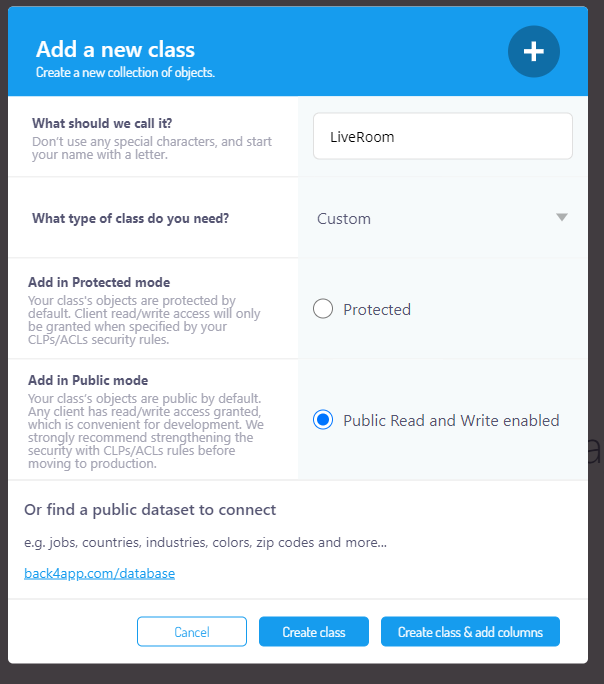 Add a new class
Create a new collection of objects.
What should we call it?
Don't use any special characters, and start
your name with a letter.
LiveRoom
What type of class do you need?
Custom
Add in Protected mode
Your class's objects are protected by
default. Client read/write access will only
be granted when specified by your
CLPs/ACLs security rules.
Protected
Add in Public mode
Your class's objects are public by default.
Any client has read/write access granted,
which is convenient for development. We
strongly recommend strengthening the
security with CLPs/ACLs rules before
moving to production.
Public Read and Write enabled
Or find a public dataset to connect
e.g. jobs, countries, industries, colors, zip codes and more...
back4app.com/database
Cancel
Create class
Create class & add columns